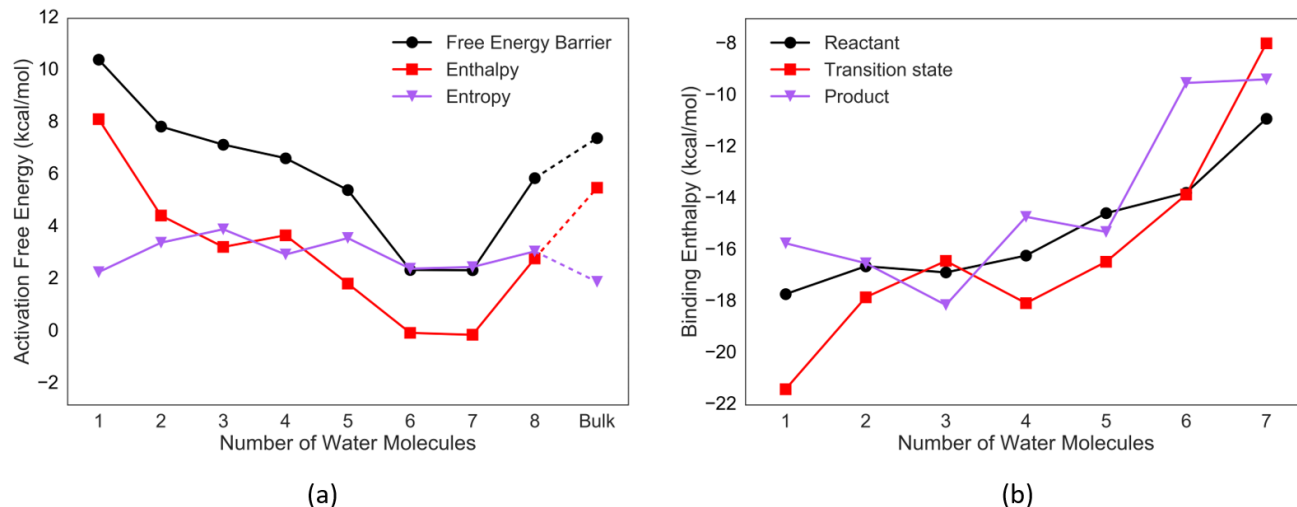 12
10
8
6
4
2
0
−2
Activation Free Energy (kcal/mol)
Free Energy Barrier
Enthalpy
Entropy
1 2 3 4 5 6 7 8 Bulk
Number of Water Molecules
(a)
−8
−10
−12
−14
−16
−18
−20
−22
Binding Enthalpy (kcal/mol)
Reactant
Transition state
Product
1 2 3 4 5 6 7
Number of Water Molecules
(b)